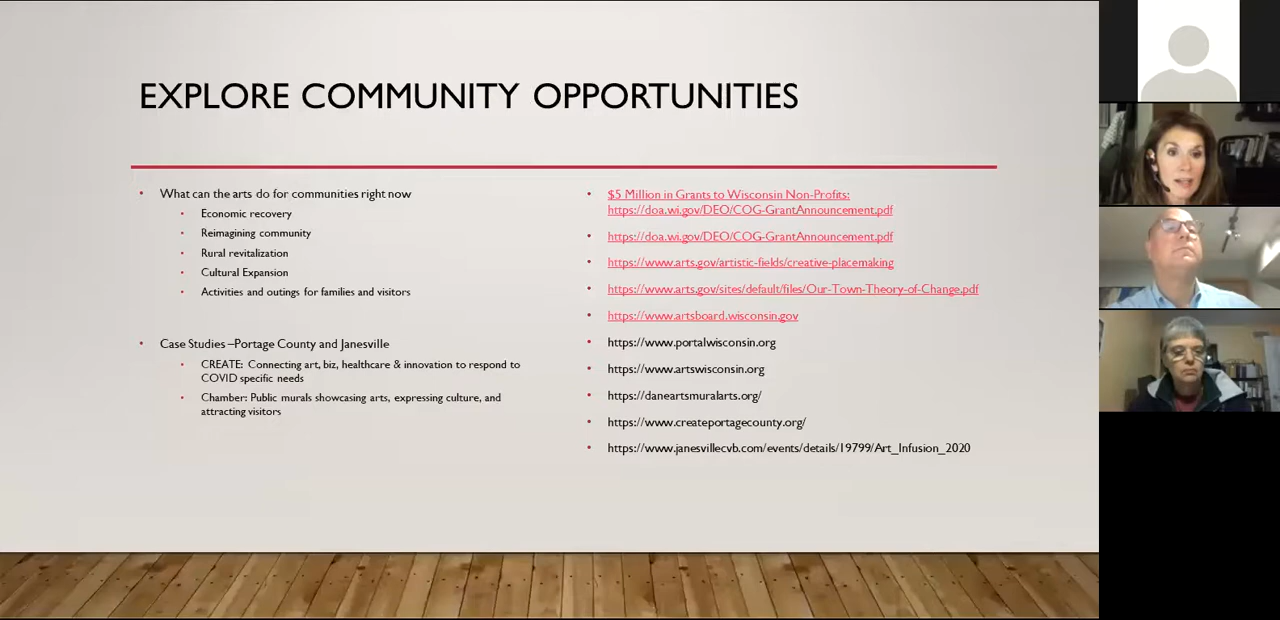 EXPLORE COMMUNITY OPPORTUNITIES
What can the arts do for communities right now
Economic recovery
Reimagining community
Rural revitalization
Cultural Expansion
Activities and outings for families and visitors
Case Studies –Portage County and Janesville
CREATE: Connecting art, biz, healthcare & innovation to respond to
COVID specific needs
Chamber: Public murals showcasing arts, expressing culture, and
attracting visitors
$5 Million in Grants to Wisconsin Non-Profits:
https://doa.wi.gov/DEO/COG-GrantAnnouncement.pdf
https://doa.wi.gov/DEO/COG-GrantAnnouncement.pdf
https://www.arts.gov/artistic-fields/creative-placemaking
https://www.arts.gov/sites/default/files/Our-Town-Theory-of-Change.pdf
https://www.artsboard.wisconsin.gov
https://www.portalwisconsin.org
https://www.artswisconsin.org
https://daneartsmuralarts.org/
https://www.createportagecounty.org/
https://www.janesvillecvb.com/events/details/19799/Art_Infusion_2020